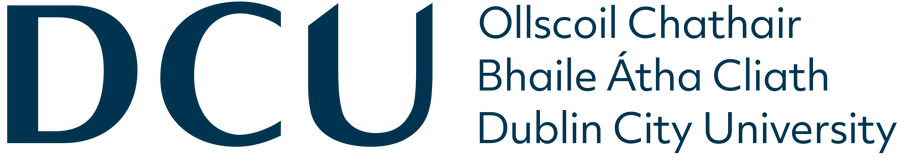 DCU
Ollscoil Chathair
Bhaile Átha Cliath
Dublin City University